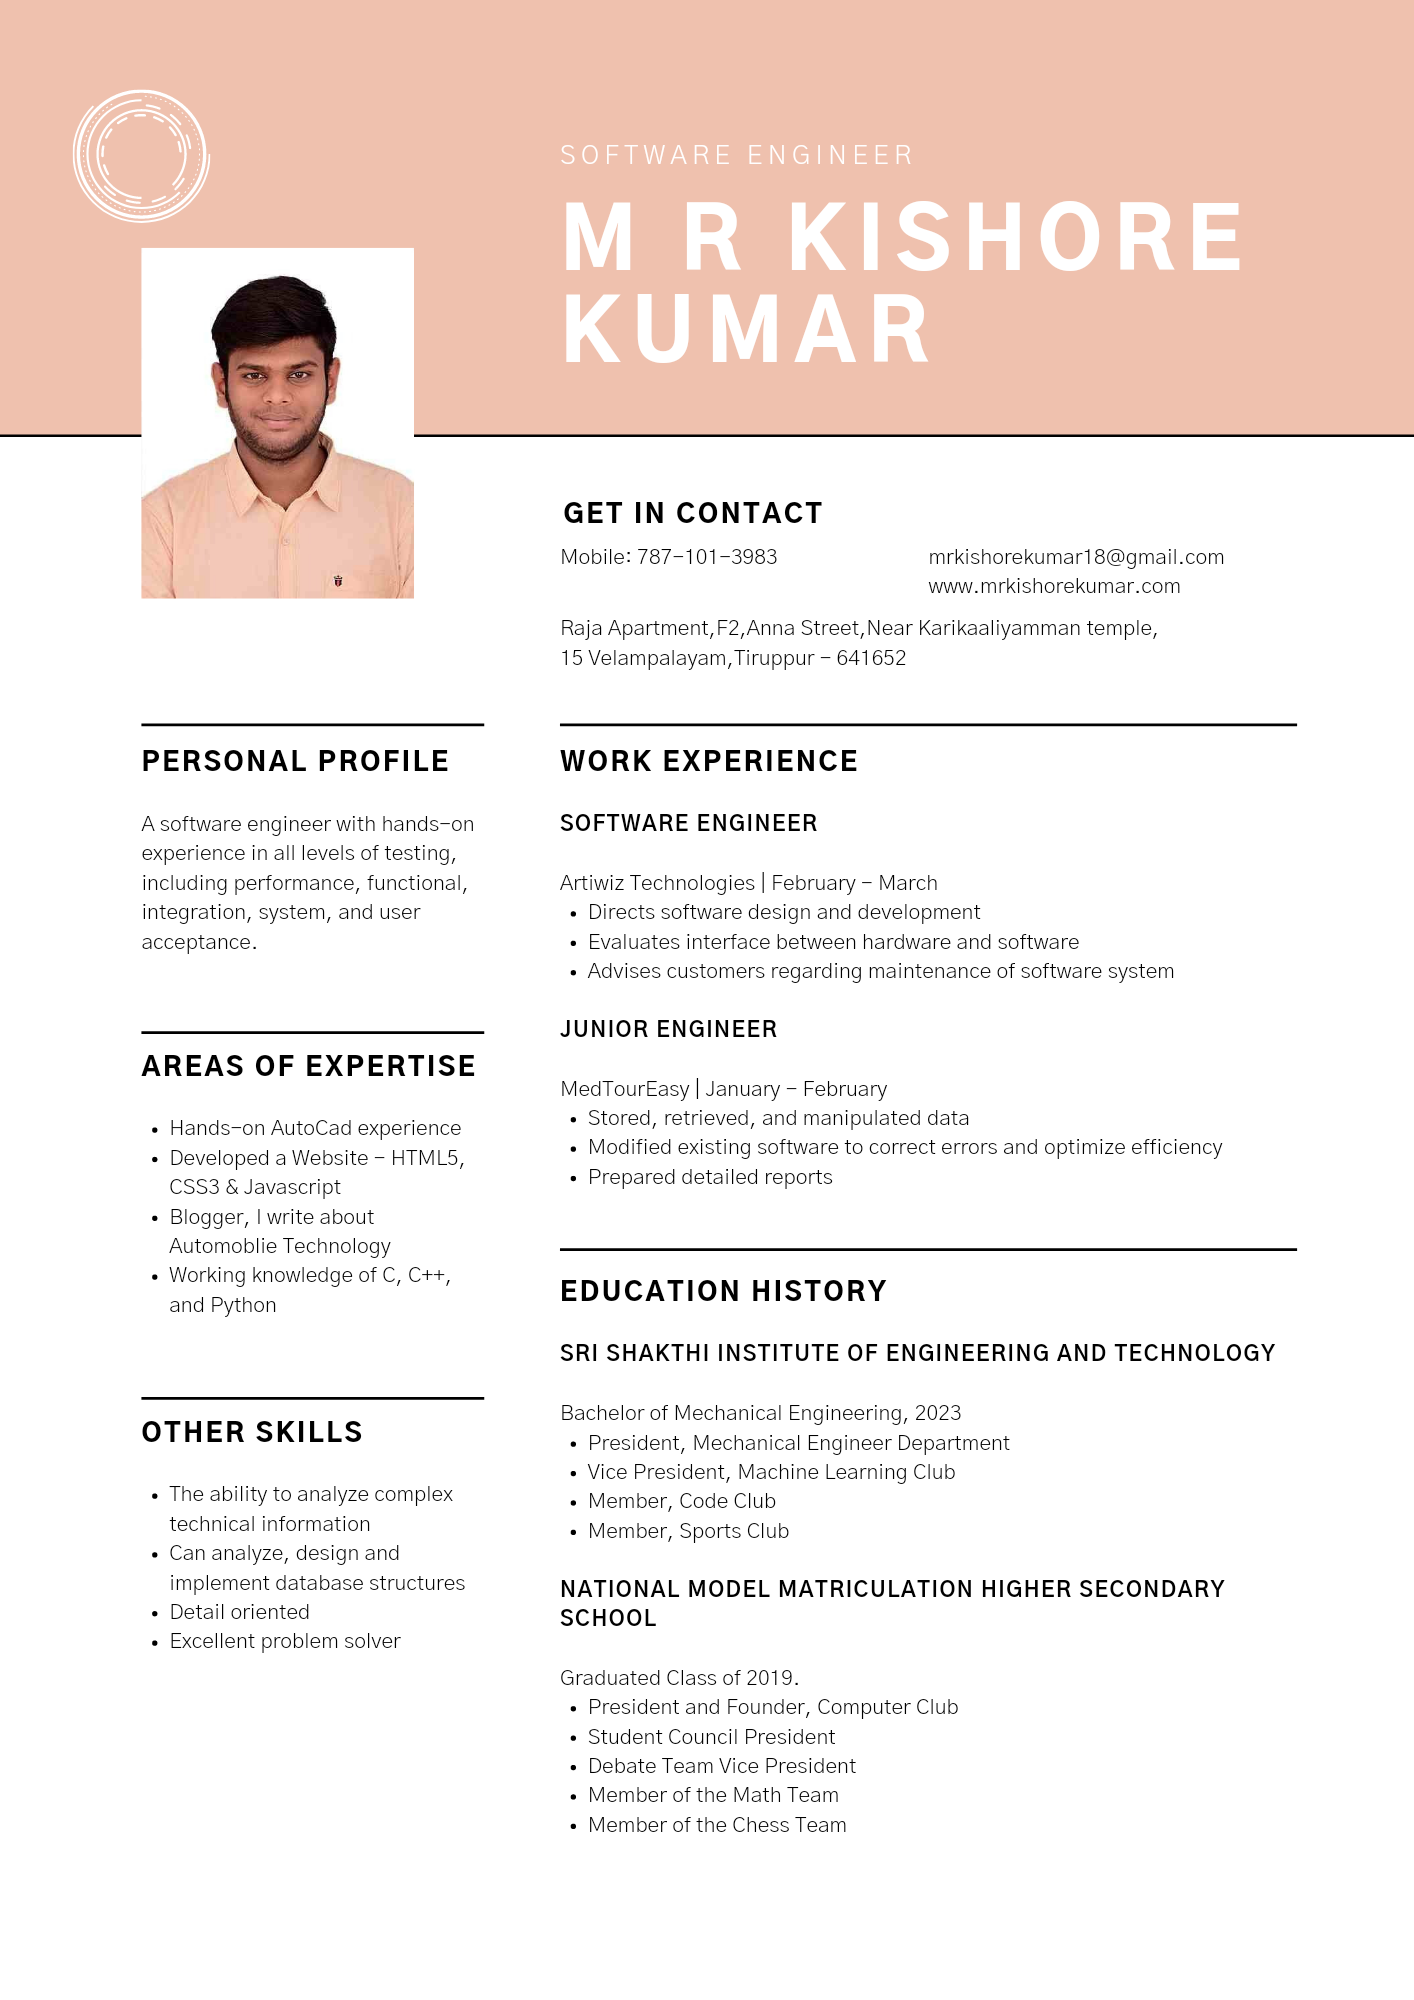 SOFTWARE ENGINEER
M R KISHORE
KUMAR
GET IN CONTACT
Mobile: 787-101-3983
mrkishorekumar18@gmail.com
www.mrkishorekumar.com
Raja Apartment,F2,Anna Street,Near Karikaaliyamman temple,
15 Velampalayam,Tiruppur - 641652
PERSONAL PROFILE
A software engineer with hands-on
experience in all levels of testing,
including performance, functional,
integration, system, and user
acceptance.
AREAS OF EXPERTISE
• Hands-on AutoCad experience
• Developed a Website - HTML5,
CSS3 & Javascript
• Blogger, I write about
Automoblie Technology
• Working knowledge of C, C++,
and Python
OTHER SKILLS
• The ability to analyze complex
technical information
• Can analyze, design and
implement database structures
• Detail oriented
• Excellent problem solver
WORK EXPERIENCE
SOFTWARE ENGINEER
Artiwiz Technologies | February - March
• Directs software design and development
• Evaluates interface between hardware and software
• Advises customers regarding maintenance of software system
JUNIOR ENGINEER
MedTourEasy | January - February
• Stored, retrieved, and manipulated data
• Modified existing software to correct errors and optimize efficiency
• Prepared detailed reports
EDUCATION HISTORY
SRI SHAKTHI INSTITUTE OF ENGINEERING AND TECHNOLOGY
Bachelor of Mechanical Engineering, 2023
• President, Mechanical Engineer Department
• Vice President, Machine Learning Club
• Member, Code Club
• Member, Sports Club
NATIONAL MODEL MATRICULATION HIGHER SECONDARY
SCHOOL
Graduated Class of 2019.
• President and Founder, Computer Club
• Student Council President
• Debate Team Vice President
• Member of the Math Team
• Member of the Chess Team